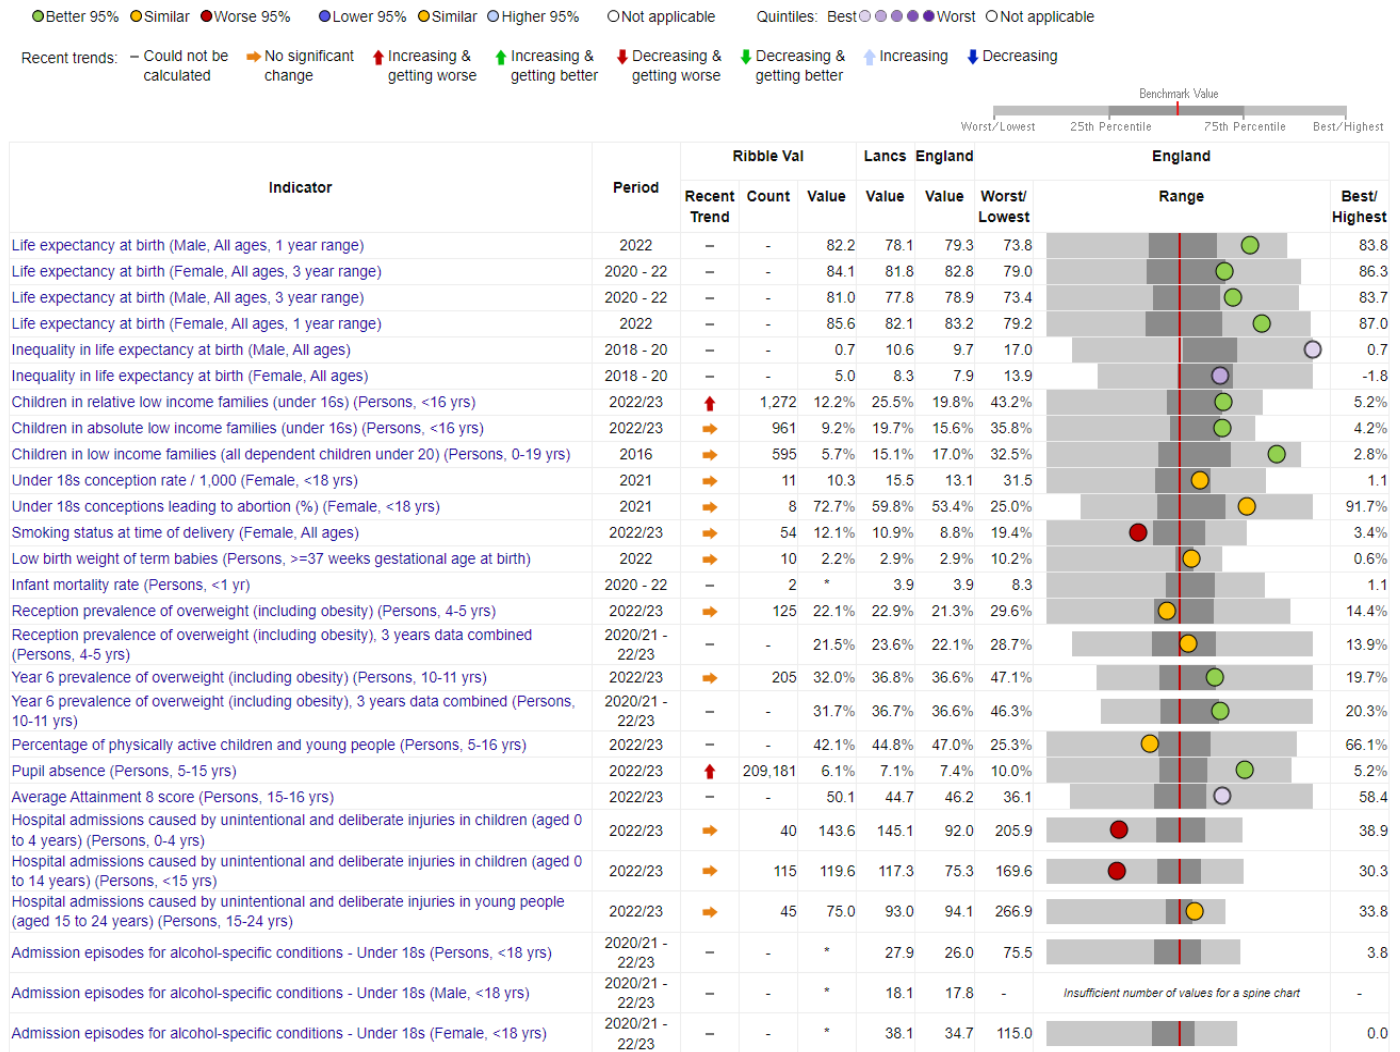 Better 95% Similar Worse 95% Lower 95% Similar Higher 95% Not applicable Quintiles: Best Worst Not applicable
Recent trends: – Could not be calculated No significant change Increasing & getting worse Increasing & getting better Decreasing & getting worse Decreasing & getting better Increasing Decreasing
Benchmark Value
Worst/Lowest 25th Percentile 75th Percentile Best/Highest
Ribble Val Lancs England England
Indicator Period Recent Trend Count Value Value Value Worst/ Lowest Range Best/ Highest
Life expectancy at birth (Male, All ages, 1 year range) 2022 – - 82.2 78.1 79.3 73.8 83.8
Life expectancy at birth (Female, All ages, 3 year range) 2020 - 22 – - 84.1 81.8 82.8 79.0 86.3
Life expectancy at birth (Male, All ages, 3 year range) 2020 - 22 – - 81.0 77.8 78.9 73.4 83.7
Life expectancy at birth (Female, All ages, 1 year range) 2022 – - 85.6 82.1 83.2 79.2 87.0
Inequality in life expectancy at birth (Male, All ages) 2018 - 20 – - 0.7 10.6 9.7 17.0 0.7
Inequality in life expectancy at birth (Female, All ages) 2018 - 20 – - 5.0 8.3 7.9 13.9 -1.8
Children in relative low income families (under 16s) (Persons, <16 yrs) 2022/23 1,272 12.2% 25.5% 19.8% 43.2% 5.2%
Children in absolute low income families (under 16s) (Persons, <16 yrs) 2022/23 961 9.2% 19.7% 15.6% 35.8% 4.2%
Children in low income families (all dependent children under 20) (Persons, 0-19 yrs) 2016 595 5.7% 15.1% 17.0% 32.5% 2.8%
Under 18s conception rate / 1,000 (Female, <18 yrs) 2021 11 10.3 15.5 13.1 31.5 1.1
Under 18s conceptions leading to abortion (%) (Female, <18 yrs) 2021 8 72.7% 59.8% 53.4% 25.0% 91.7%
Smoking status at time of delivery (Female, All ages) 2022/23 54 12.1% 10.9% 8.8% 19.4% 3.4%
Low birth weight of term babies (Persons, >=37 weeks gestational age at birth) 2022 10 2.2% 2.9% 2.9% 10.2% 0.6%
Infant mortality rate (Persons, <1 yr) 2020 - 22 – 2 * 3.9 3.9 8.3 1.1
Reception prevalence of overweight (including obesity) (Persons, 4-5 yrs) 2022/23 125 22.1% 22.9% 21.3% 29.6% 14.4%
Reception prevalence of overweight (including obesity), 3 years data combined (Persons, 4-5 yrs) 2020/21 - 22/23 – - 21.5% 23.6% 22.1% 28.7% 13.9%
Year 6 prevalence of overweight (including obesity) (Persons, 10-11 yrs) 2022/23 205 32.0% 36.8% 36.6% 47.1% 19.7%
Year 6 prevalence of overweight (including obesity), 3 years data combined (Persons, 10-11 yrs) 2020/21 - 22/23 – - 31.7% 36.7% 36.6% 46.3% 20.3%
Percentage of physically active children and young people (Persons, 5-16 yrs) 2022/23 – - 42.1% 44.8% 47.0% 25.3% 66.1%
Pupil absence (Persons, 5-15 yrs) 2022/23 209,181 6.1% 7.1% 7.4% 10.0% 5.2%
Average Attainment 8 score (Persons, 15-16 yrs) 2022/23 – - 50.1 44.7 46.2 36.1 58.4
Hospital admissions caused by unintentional and deliberate injuries in children (aged 0 to 4 years) (Persons, 0-4 yrs) 2022/23 40 143.6 145.1 92.0 205.9 38.9
Hospital admissions caused by unintentional and deliberate injuries in children (aged 0 to 14 years) (Persons, <15 yrs) 2022/23 115 119.6 117.3 75.3 169.6 30.3
Hospital admissions caused by unintentional and deliberate injuries in young people (aged 15 to 24 years) (Persons, 15-24 yrs) 2022/23 45 75.0 93.0 94.1 266.9 33.8
Admission episodes for alcohol-specific conditions - Under 18s (Persons, <18 yrs) 2020/21 - 22/23 – - * 27.9 26.0 75.5 3.8
Admission episodes for alcohol-specific conditions - Under 18s (Male, <18 yrs) 2020/21 - 22/23 – - * 18.1 17.8 - Insufficient number of values for a spine chart -
Admission episodes for alcohol-specific conditions - Under 18s (Female, <18 yrs) 2020/21 - 22/23 – - * 38.1 34.7 115.0 0.0